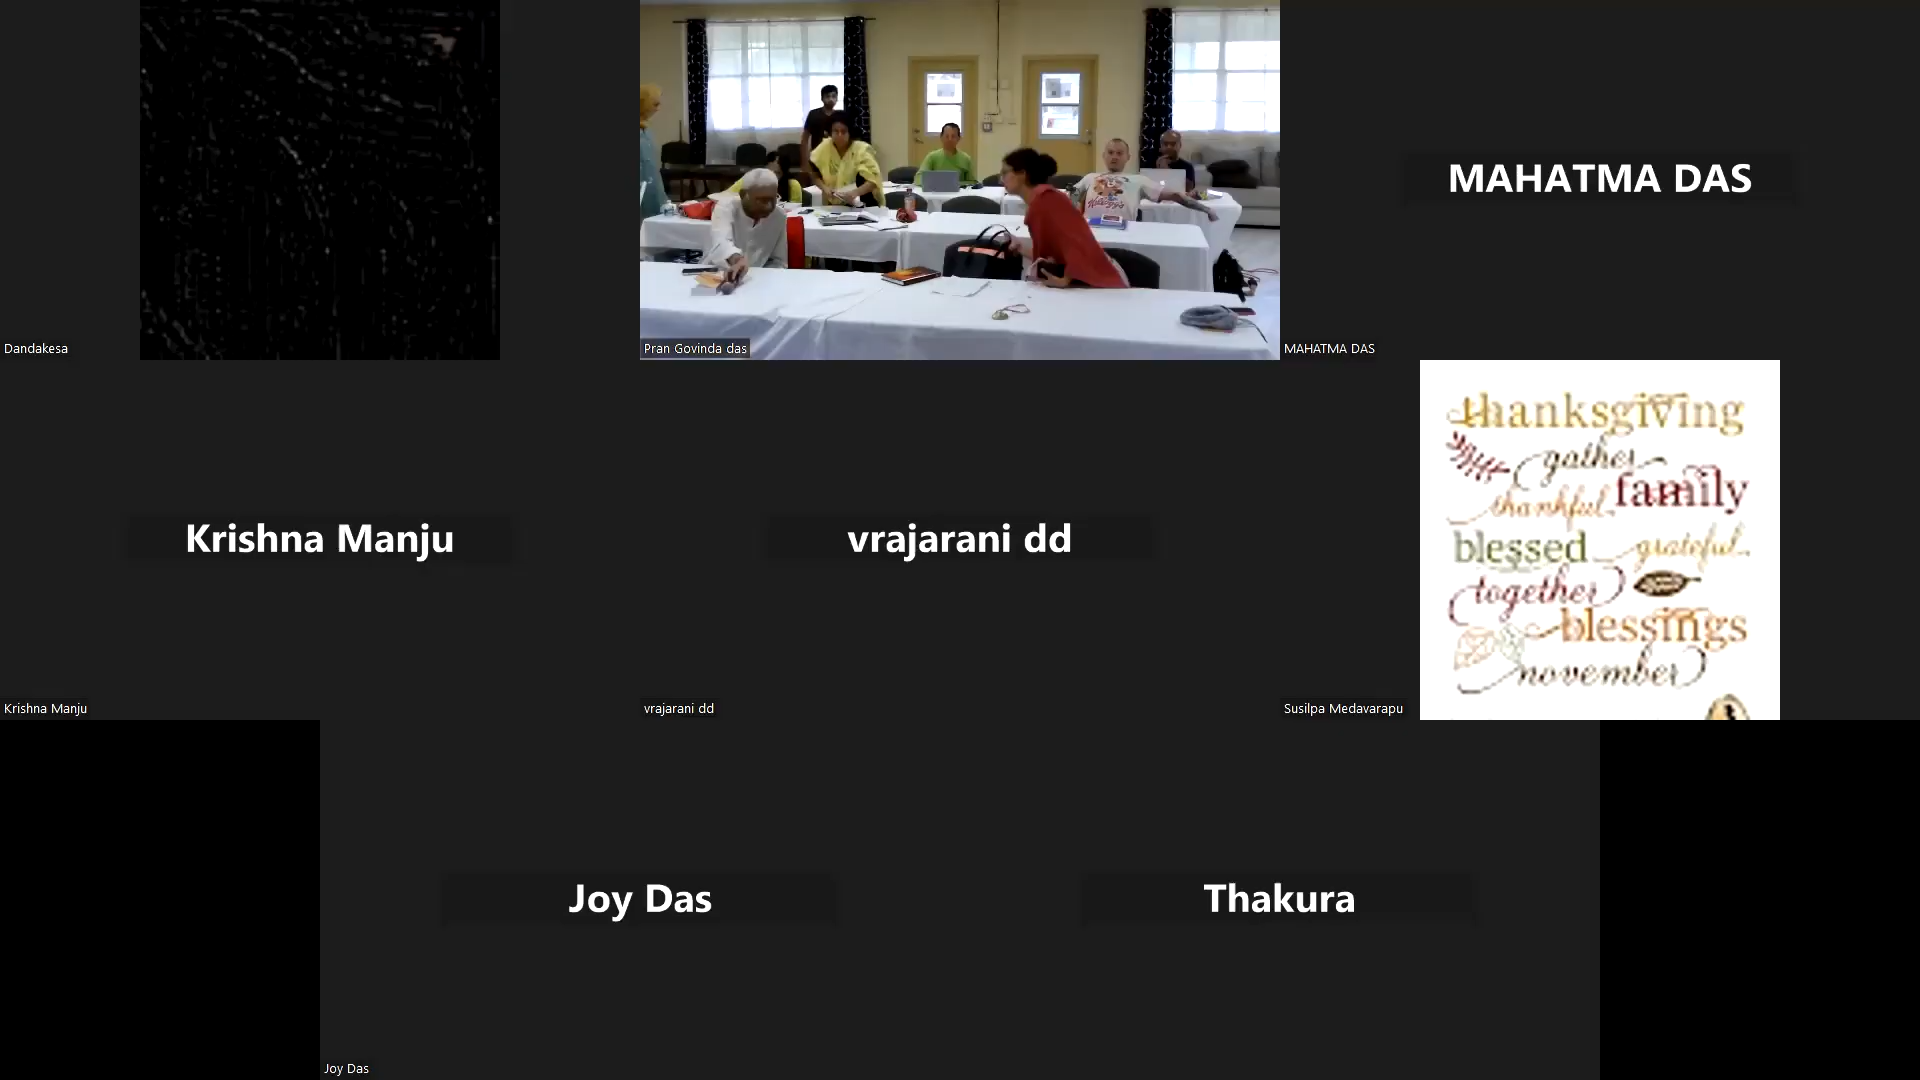 Dandakesa
Kellogg's
Pran Govinda das
MAHATMA DAS
MAHATMA DAS
Krishna Manju
Krishna Manju
vrajarani dd
vrajarani dd
thanksgiving
gather
family
thankful
blessed
grateful
together
blessings
november
Susilpa Medavarapu
Joy Das
Joy Das
Thakura